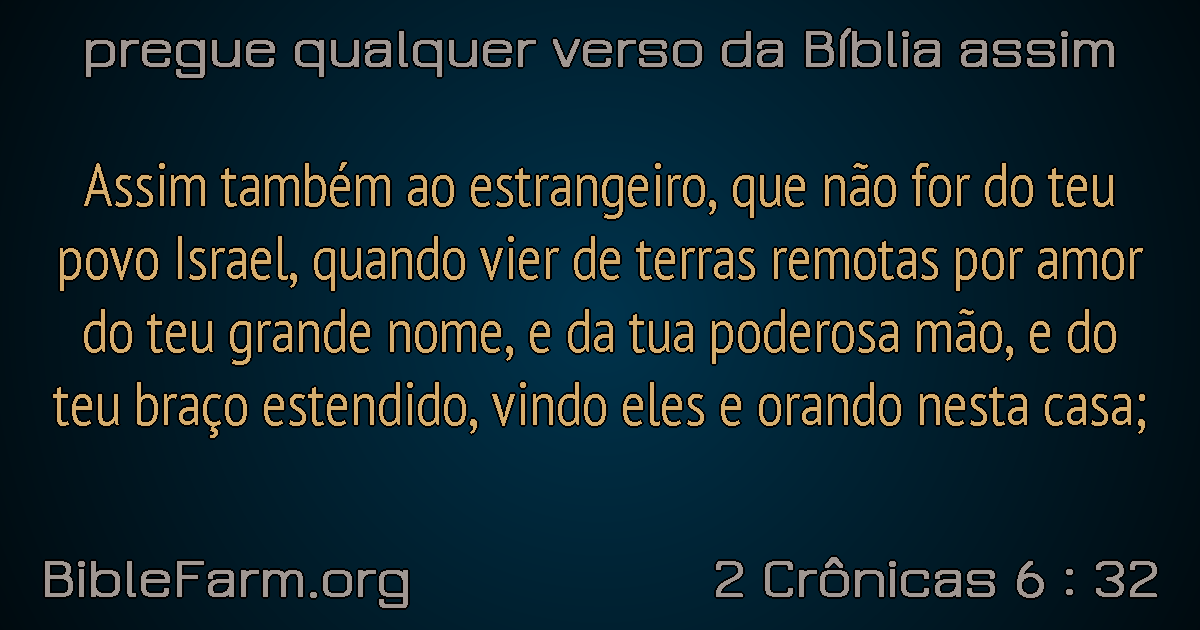 pregue qualquer verso da Bíblia assim
Assim também ao estrangeiro, que não for do teu
povo Israel, quando vier de terras remotas por amor
do teu grande nome, e da tua poderosa mão, e do
teu braço estendido, vindo eles e orando nesta casa;
BibleFarm.org
2 Crônicas 6 : 32